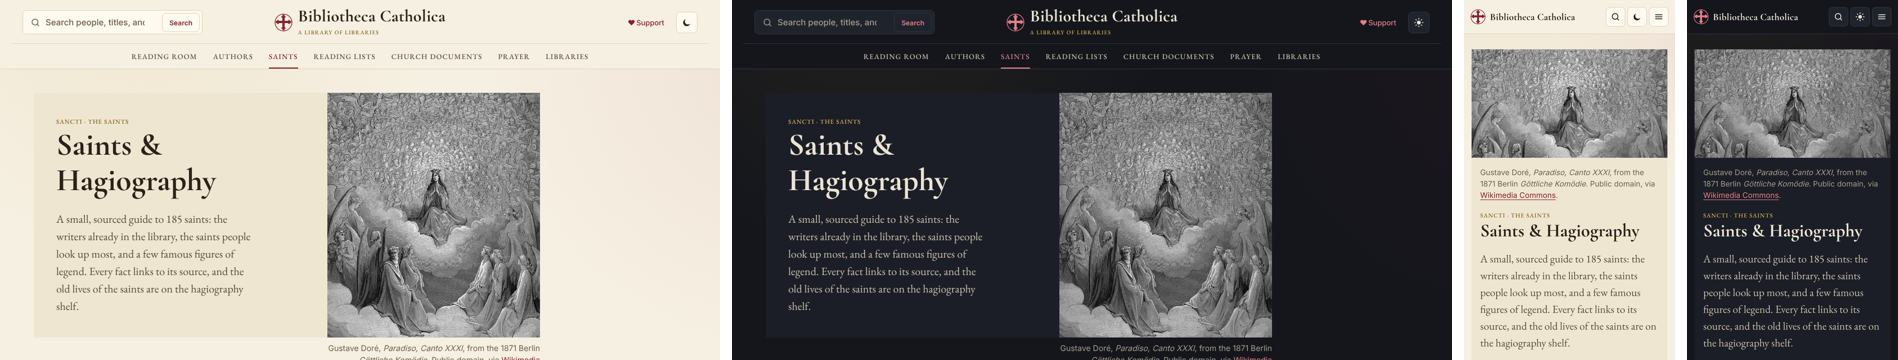 Search people, titles, and
Search
Bibliotheca Catholica
A LIBRARY OF LIBRARIES
Support
READING ROOM AUTHORS SAINTS READING LISTS CHURCH DOCUMENTS PRAYER LIBRARIES
SANCTI · THE SAINTS
Saints &
Hagiography
A small, sourced guide to 185 saints: the
writers already in the library, the saints people
look up most, and a few famous figures of
legend. Every fact links to its source, and the
old lives of the saints are on the hagiography
shelf.
Gustave Doré, Paradiso, Canto XXXI, from the 1871 Berlin
Göttliche Komödie. Public domain, via Wikimedia
Search people, titles, and
Search
Bibliotheca Catholica
A LIBRARY OF LIBRARIES
Support
READING ROOM AUTHORS SAINTS READING LISTS CHURCH DOCUMENTS PRAYER LIBRARIES
SANCTI · THE SAINTS
Saints &
Hagiography
A small, sourced guide to 185 saints: the
writers already in the library, the saints people
look up most, and a few famous figures of
legend. Every fact links to its source, and the
old lives of the saints are on the hagiography
shelf.
Gustave Doré, Paradiso, Canto XXXI, from the 1871 Berlin
Göttliche Komödie. Public domain, via Wikimedia
Bibliotheca Catholica
Gustave Doré, Paradiso, Canto XXXI, from the
1871 Berlin Göttliche Komödie. Public domain, via
Wikimedia Commons.
SANCTI · THE SAINTS
Saints & Hagiography
A small, sourced guide to 185 saints: the
writers already in the library, the saints
people look up most, and a few famous
figures of legend. Every fact links to its
source, and the old lives of the saints are on
the hagiography shelf.
Bibliotheca Catholica
Gustave Doré, Paradiso, Canto XXXI, from the
1871 Berlin Göttliche Komödie. Public domain, via
Wikimedia Commons.
SANCTI · THE SAINTS
Saints & Hagiography
A small, sourced guide to 185 saints: the
writers already in the library, the saints
people look up most, and a few famous
figures of legend. Every fact links to its
source, and the old lives of the saints are on
the hagiography shelf.